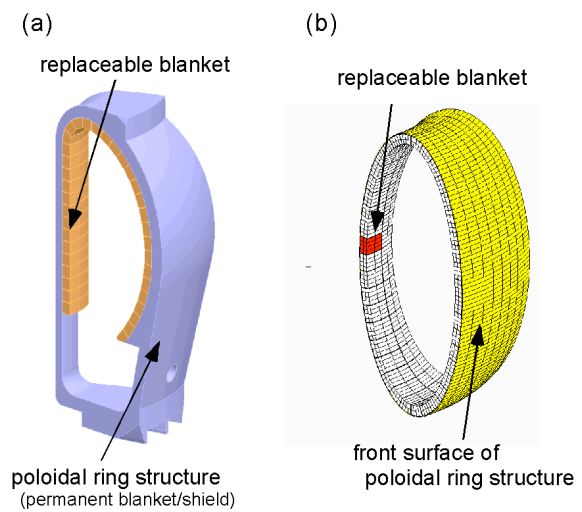 (a)
replaceable blanket
poloidal ring structure
(permanent blanket/shield)
(b)
replaceable blanket
front surface of
poloidal ring structure